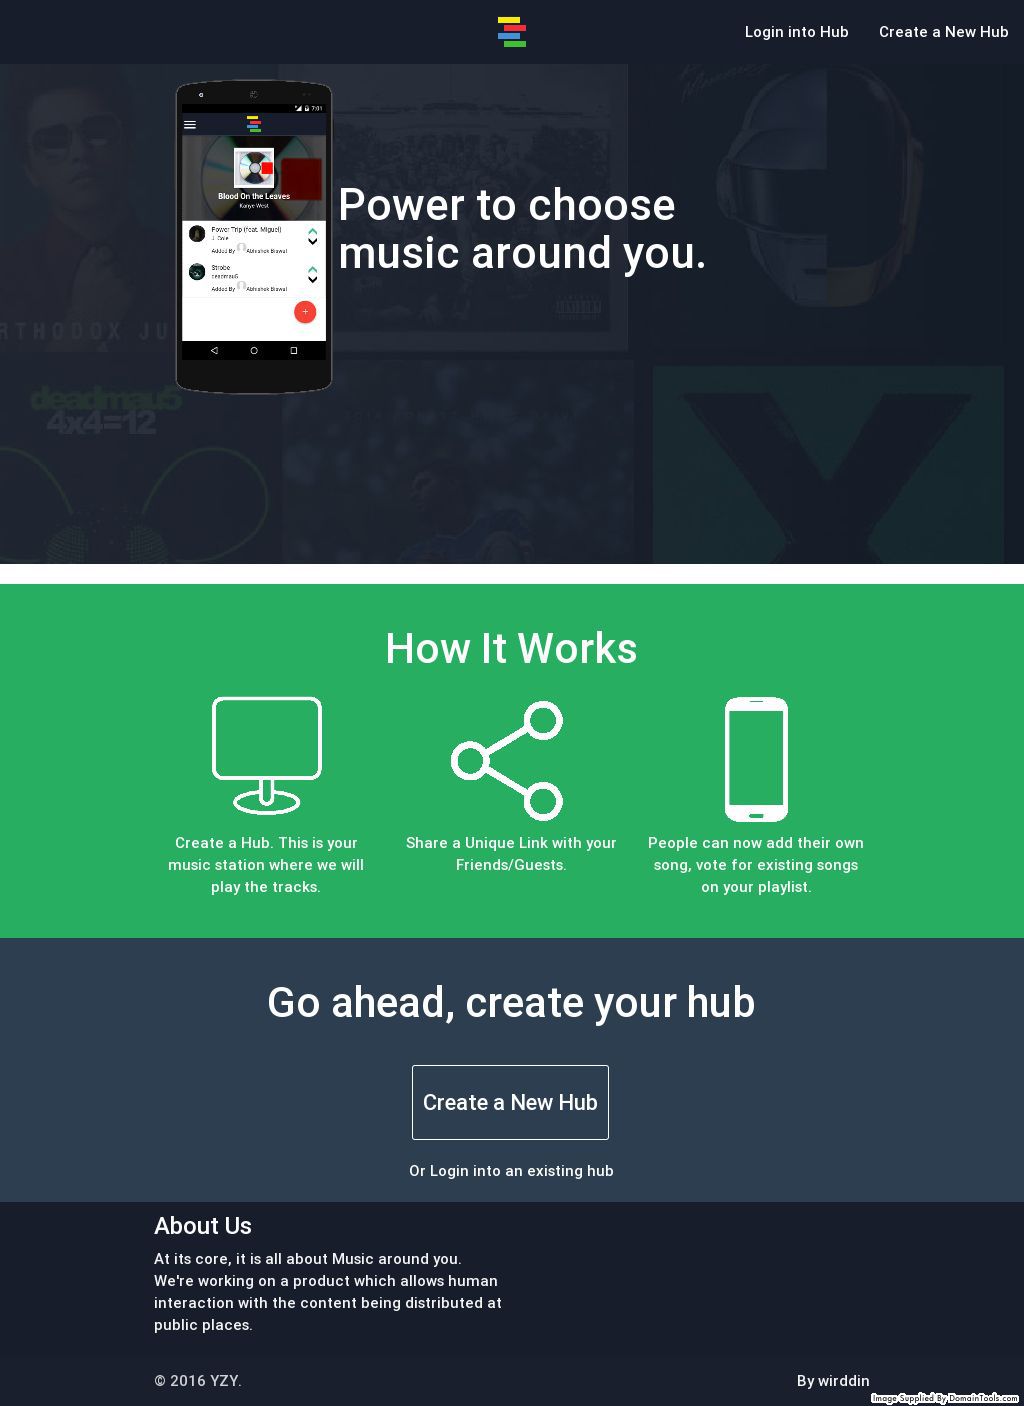 Login into Hub Create a New Hub
7:01
Blood On the Leaves
Kanye West
Power Trip (feat. Miguel)
J. Cole
Added By Abhishek Biswal
Strobe
deadmau5
Added By Abhishek Biswal
+
Power to choose
music around you.
RTHODOX JU
deadmau5
4x4=12
How It Works
Create a Hub. This is your
music station where we will
play the tracks.
Share a Unique Link with your
Friends/Guests.
People can now add their own
song, vote for existing songs
on your playlist.
Go ahead, create your hub
Create a New Hub
Or Login into an existing hub
About Us
At its core, it is all about Music around you.
We're working on a product which allows human
interaction with the content being distributed at
public places.
© 2016 YZY.
By wirddin
Image Supplied By DomainTools.com